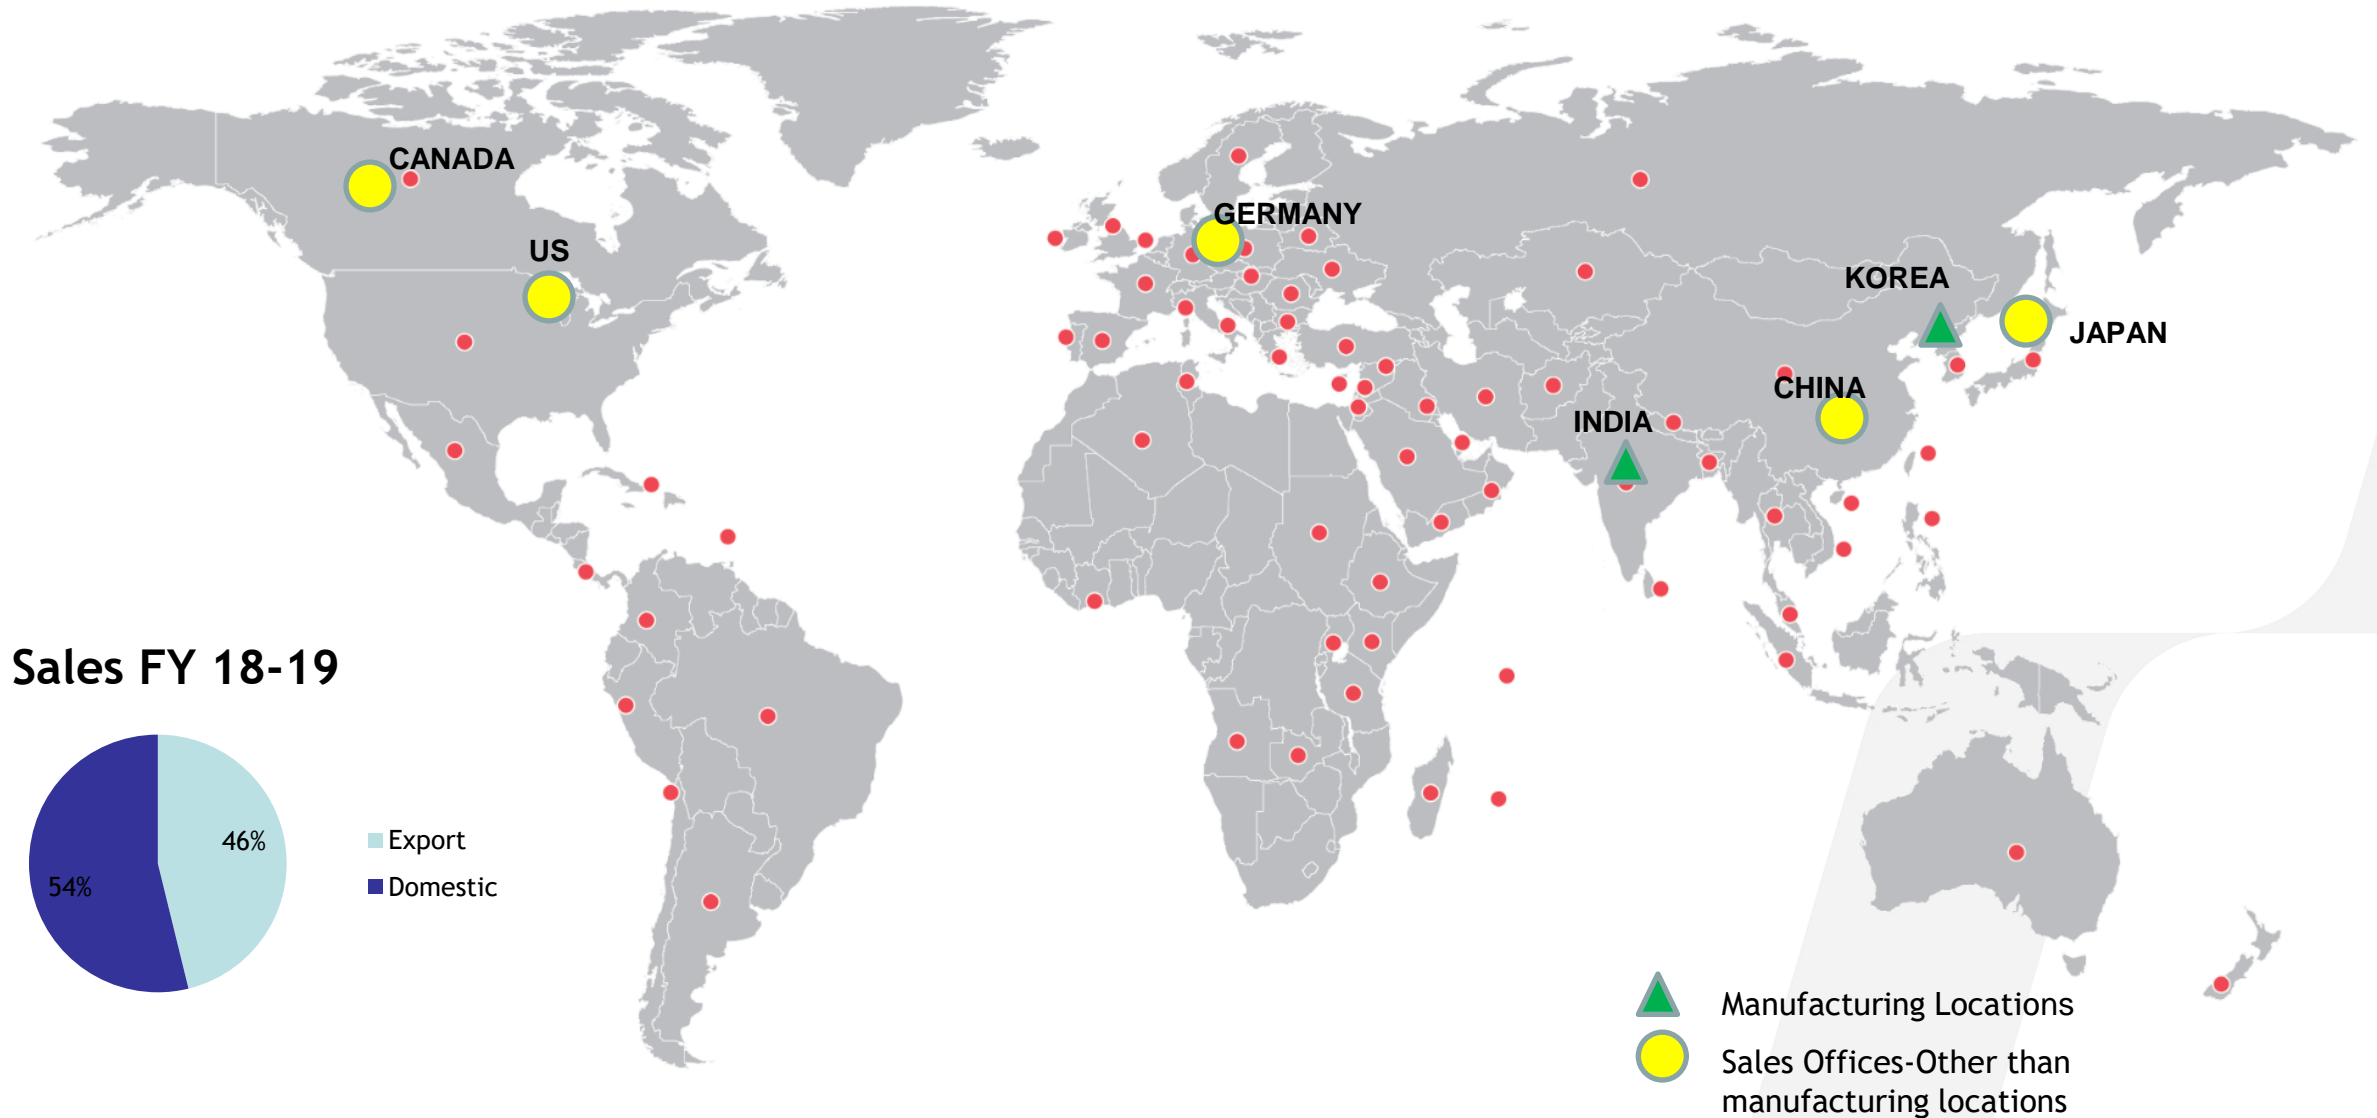 CANADA
GERMANY
US
KOREA
JAPAN
CHINA
INDIA
Sales FY 18-19
46%
Export
54%
Domestic
Manufacturing Locations
Sales Offices-Other than
manufacturing locations